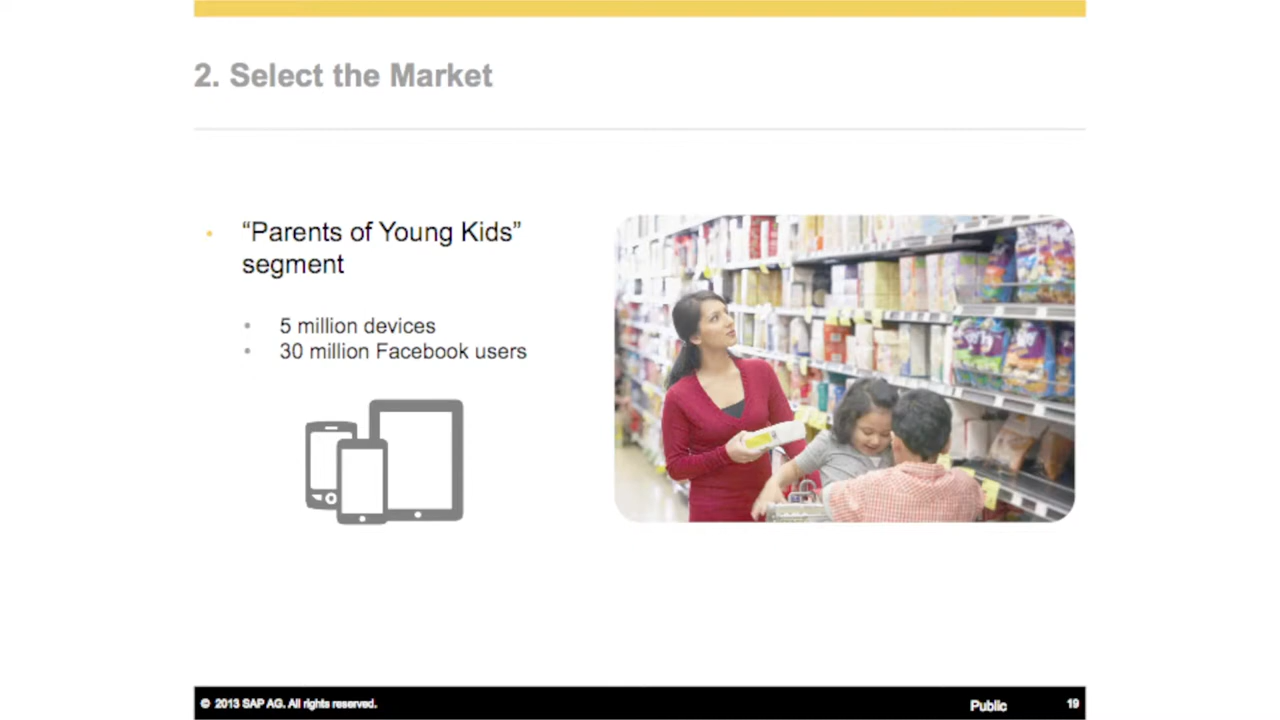 2. Select the Market
“Parents of Young Kids”
segment
5 million devices
30 million Facebook users
© 2013 SAP AG. All rights reserved.
Public
19